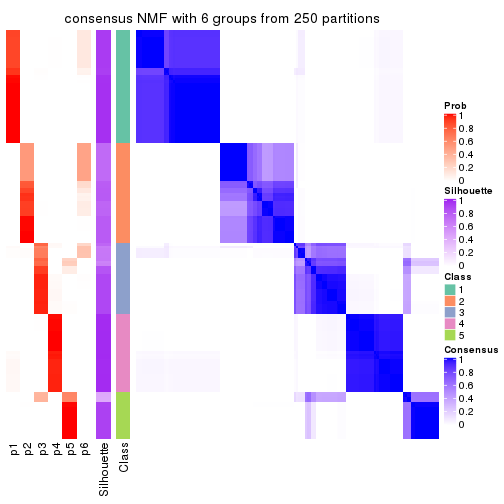 consensus NMF with 6 groups from 250 partitions
Prob
1
0.8
0.6
0.4
0.2
0
Silhouette
1
0.8
0.6
0.4
0.2
0
Class
1
2
3
4
5
Consensus
1
0.8
0.6
0.4
0.2
0
p1
p2
p3
p4
p5
p6
Silhouette
Class